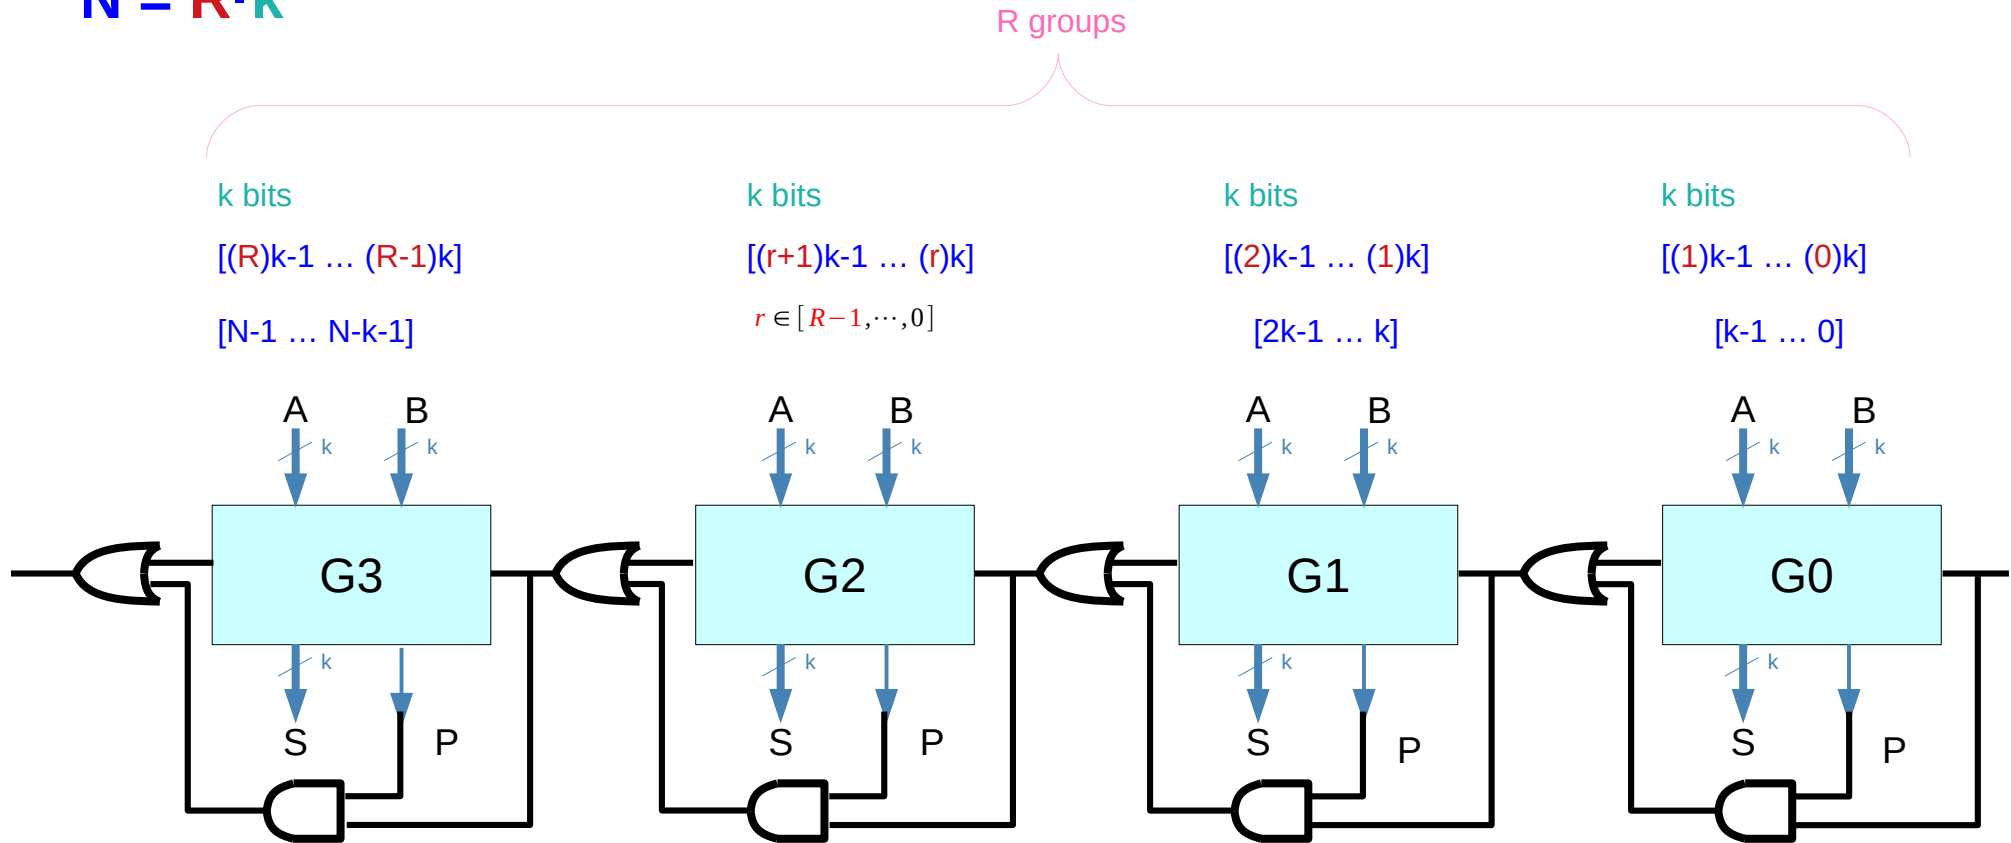 N = R·k
R groups
k bits k bits k bits k bits
[(R)k-1 … (R-1)k] [(r+1)k-1 … (r)k] [(2)k-1 … (1)k] [(1)k-1 … (0)k]
r ∈ [R−1,⋯,0]
[N-1 … N-k-1] [2k-1 … k] [k-1 … 0]
A B A B A B A B
k k k k k k k k
G3 G2 G1 G0
k k k k
S P S P S P S P